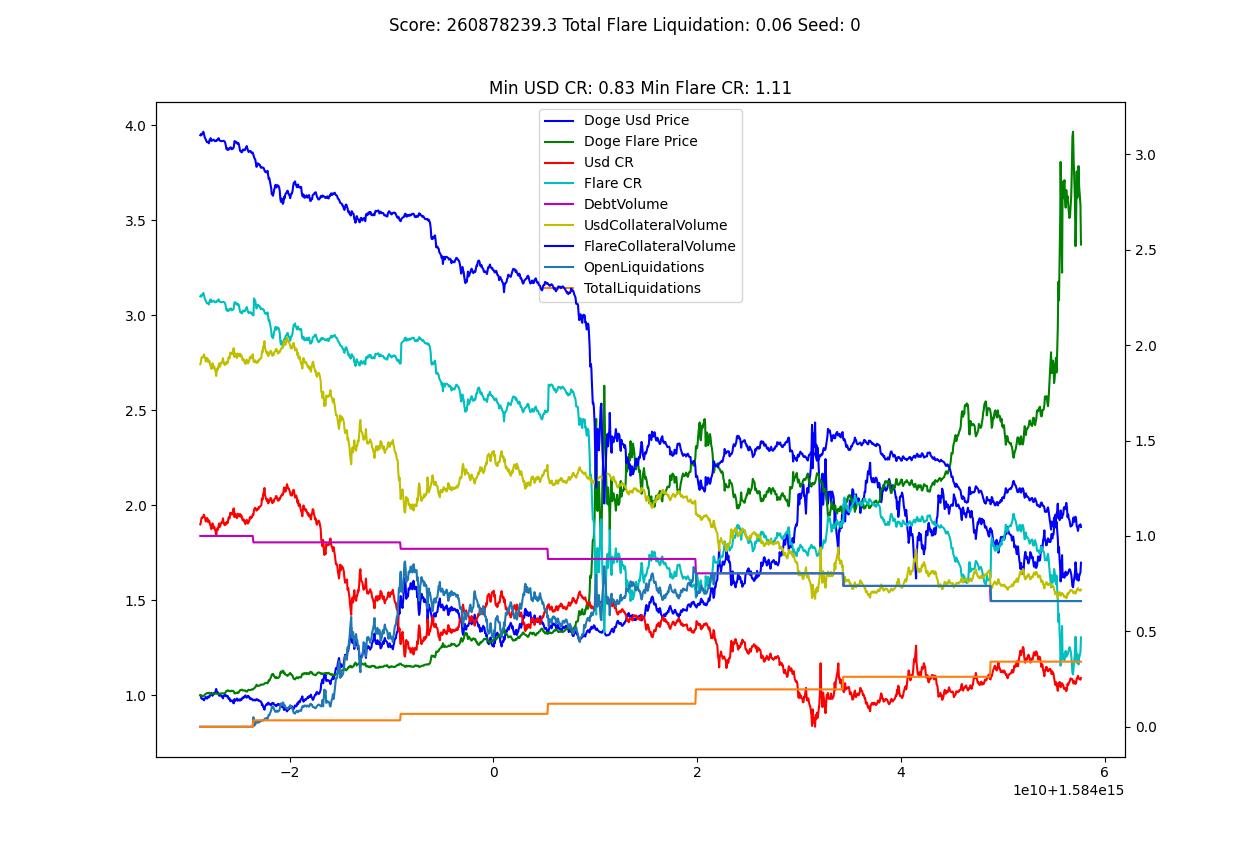 Score: 260878239.3 Total Flare Liquidation: 0.06 Seed: 0
Min USD CR: 0.83 Min Flare CR: 1.11
Doge Usd Price
Doge Flare Price
Usd CR
Flare CR
DebtVolume
UsdCollateralVolume
FlareCollateralVolume
OpenLiquidations
TotalLiquidations
4.0
3.5
3.0
2.5
2.0
1.5
1.0
3.0
2.5
2.0
1.5
1.0
0.5
0.0
−2
0
2
4
6
1e10+1.584e15